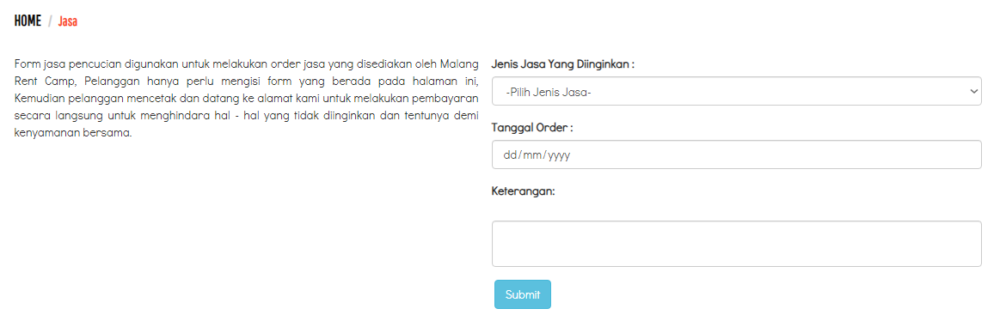 HOME / Jasa
Form jasa pencucian digunakan untuk melakukan order jasa yang disediakan oleh Malang
Rent Camp, Pelanggan hanya perlu mengisi form yang berada pada halaman ini,
Kemudian pelanggan mencetak dan datang ke alamat kami untuk melakukan pembayaran
secara langsung untuk menghindara hal - hal yang tidak diinginkan dan tentunya demi
kenyamanan bersama.
Jenis Jasa Yang Diinginkan :
-Pilih Jenis Jasa-
Tanggal Order :
dd/mm/yyyy
Keterangan:
Submit